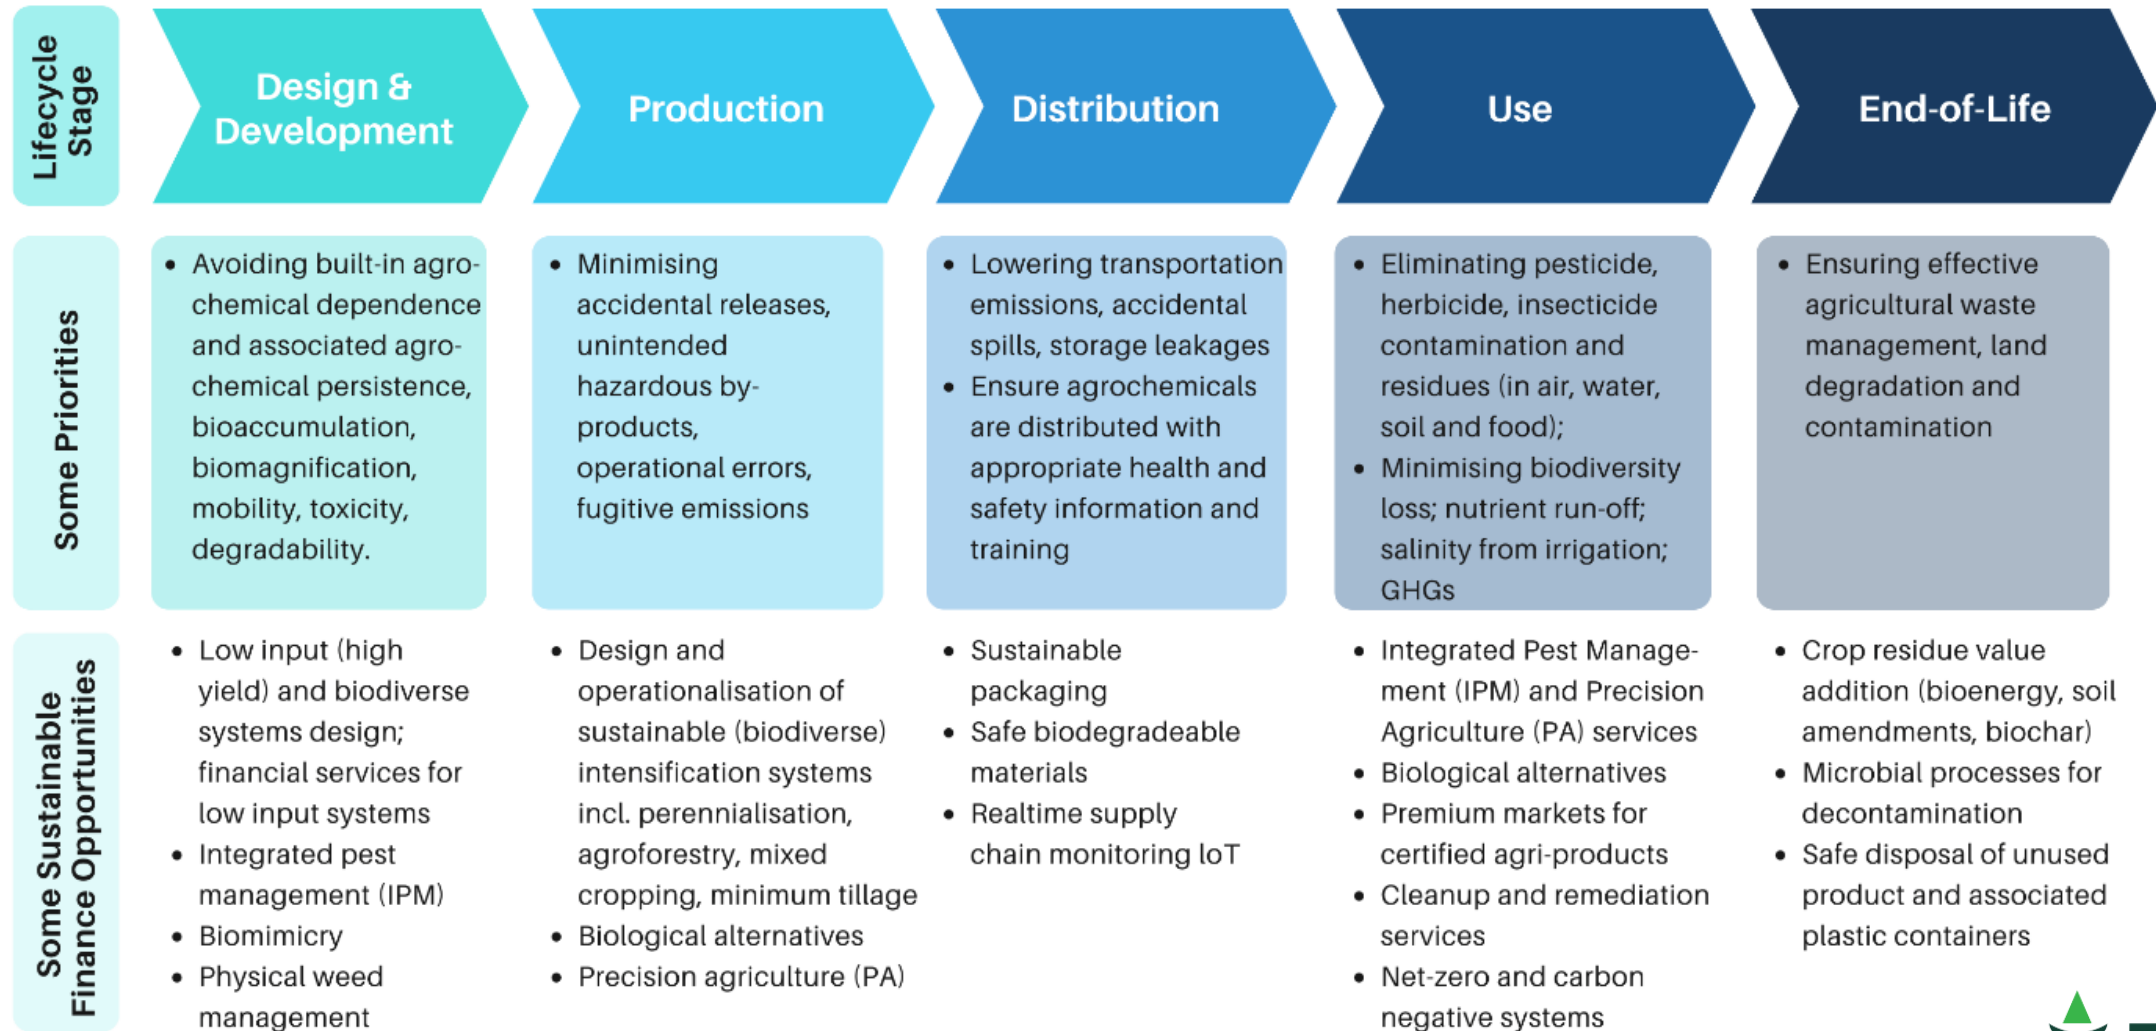 Lifecycle
Stage
Design &
Development
Production
Distribution
Use
End-of-Life
Some Priorities
• Avoiding built-in agro-
chemical dependence
and associated agro-
chemical persistence,
bioaccumulation,
biomagnification,
mobility, toxicity,
degradability.
• Minimising
accidental releases,
unintended
hazardous by-
products,
operational errors,
fugitive emissions
• Lowering transportation
emissions, accidental
spills, storage leakages
• Ensure agrochemicals
are distributed with
appropriate health and
safety information and
training
• Eliminating pesticide,
herbicide, insecticide
contamination and
residues (in air, water,
soil and food);
• Minimising biodiversity
loss; nutrient run-off;
salinity from irrigation;
GHGs
• Ensuring effective
agricultural waste
management, land
degradation and
contamination
Some Sustainable
Finance Opportunities
• Low input (high
yield) and biodiverse
systems design;
financial services for
low input systems
• Integrated pest
management (IPM)
• Biomimicry
• Physical weed
management
• Design and
operationalisation of
sustainable (biodiverse)
intensification systems
incl. perennialisation,
agroforestry, mixed
cropping, minimum tillage
• Biological alternatives
• Precision agriculture (PA)
• Sustainable
packaging
• Safe biodegradeable
materials
• Realtime supply
chain monitoring loT
• Integrated Pest Manage-
ment (IPM) and Precision
Agriculture (PA) services
• Biological alternatives
• Premium markets for
certified agri-products
• Cleanup and remediation
services
• Net-zero and carbon
negative systems
• Crop residue value
addition (bioenergy, soil
amendments, biochar)
• Microbial processes for
decontamination
• Safe disposal of unused
product and associated
plastic containers